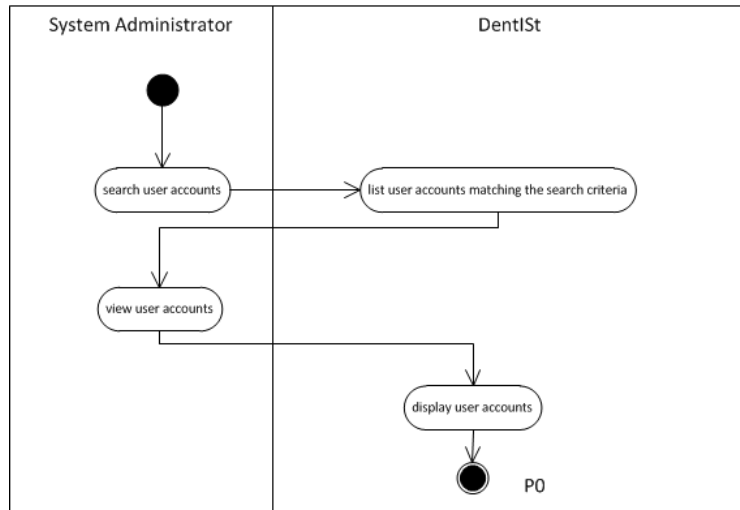 System Administrator
DentISt
search user accounts
list user accounts matching the search criteria
view user accounts
display user accounts
P0